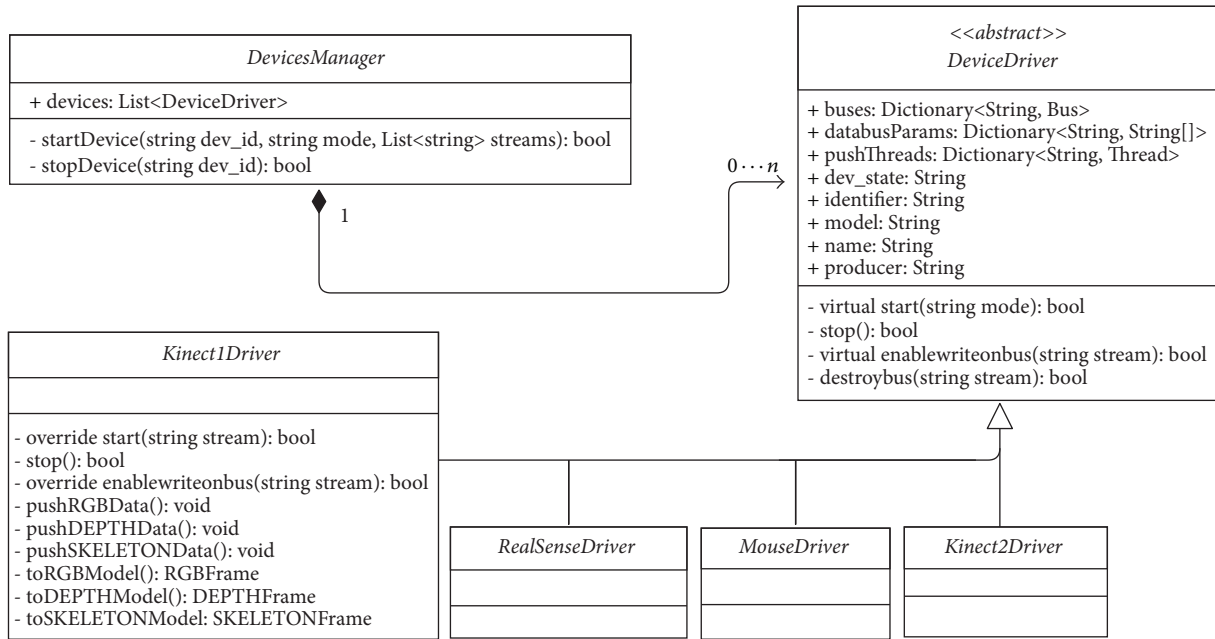 DevicesManager
+ devices: List<DeviceDriver>
- startDevice(string dev_id, string mode, List<string> streams): bool
- stopDevice(string dev_id): bool
1
0 ⋯ n
<<abstract>>
DeviceDriver
+ buses: Dictionary<String, Bus>
+ databusParams: Dictionary<String, String[]>
+ pushThreads: Dictionary<String, Thread>
+ dev_state: String
+ identifier: String
+ model: String
+ name: String
+ producer: String
- virtual start(string mode): bool
- stop(): bool
- virtual enablewriteonbus(string stream): bool
- destroybus(string stream): bool
Kinect1Driver
- override start(string stream): bool
- stop(): bool
- override enablewriteonbus(string stream): bool
- pushRGBData(): void
- pushDEPTHData(): void
- pushSKELETONData(): void
- toRGBModel(): RGBFrame
- toDEPTHModel(): DEPTHFrame
- toSKELETONModel: SKELETONFrame
RealSenseDriver
MouseDriver
Kinect2Driver